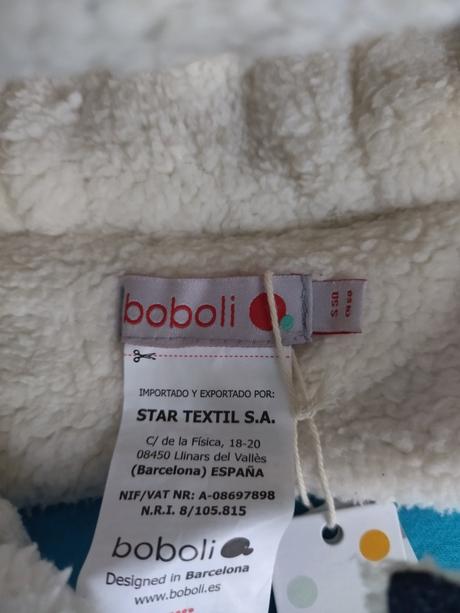 boboli
IMPORTADO Y EXPORTADO POR:
STAR TEXTIL S.A.
C/ de la Física, 18-20
08450 Llinars del Vallès
(Barcelona) ESPAÑA
NIF/VAT NR: A-08697898
N.R.I. 8/105.815
boboli
Designed in Barcelona
www.boboli.es